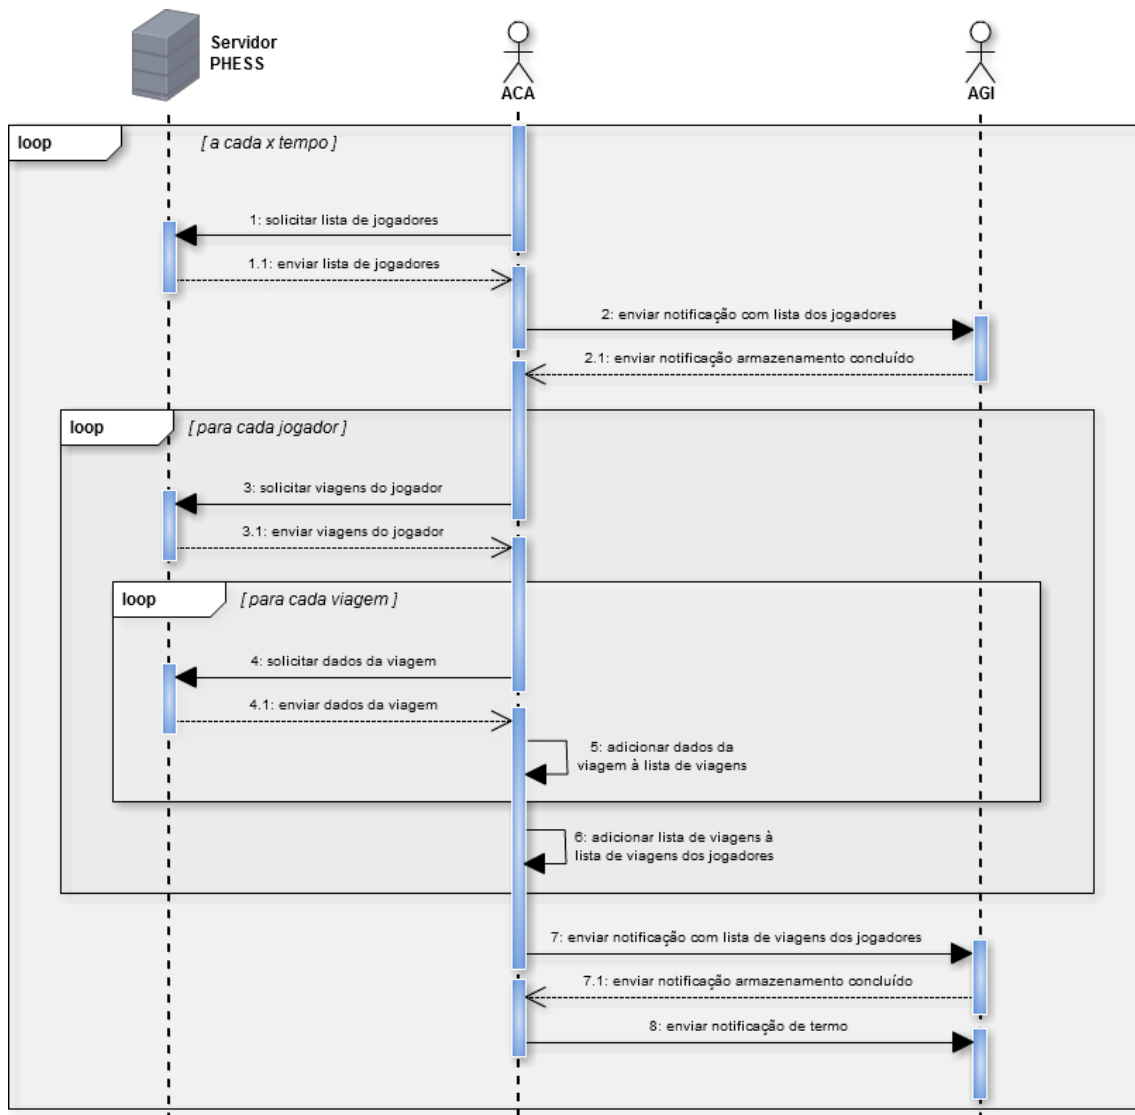 Servidor
PHESS
ACA
AGI
loop
[ a cada x tempo ]
1: solicitar lista de jogadores
1.1: enviar lista de jogadores
2: enviar notificação com lista dos jogadores
2.1: enviar notificação armazenamento concluído
loop
[ para cada jogador ]
3: solicitar viagens do jogador
3.1: enviar viagens do jogador
loop
[ para cada viagem ]
4: solicitar dados da viagem
4.1: enviar dados da viagem
5: adicionar dados da
viagem à lista de viagens
6: adicionar lista de viagens à
lista de viagens dos jogadores
7: enviar notificação com lista de viagens dos jogadores
7.1: enviar notificação armazenamento concluído
8: enviar notificação de termo